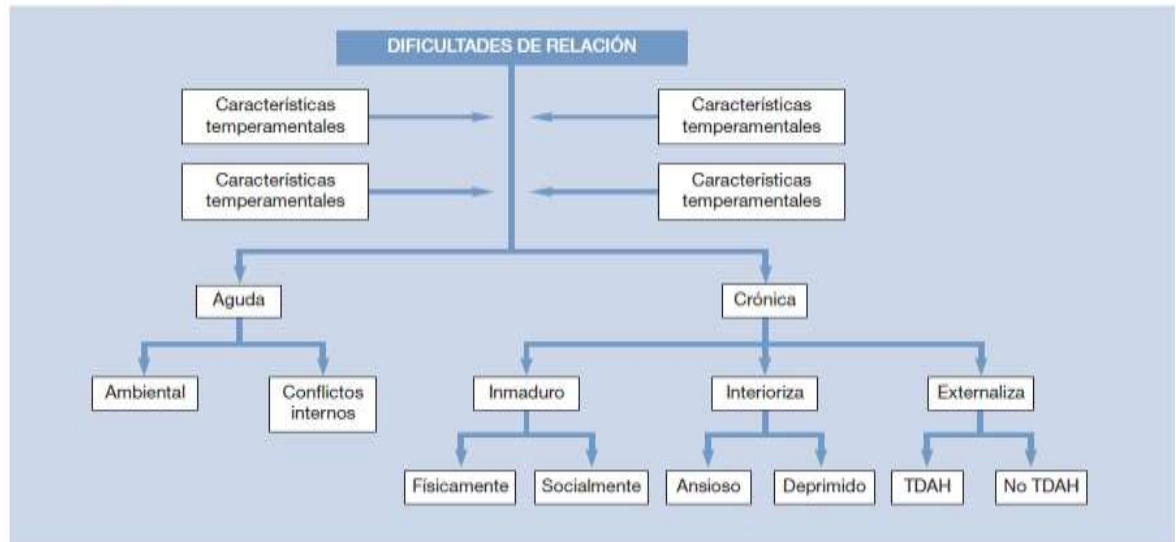 DIFICULTADES DE RELACIÓN
Características
temperamentales
Características
temperamentales
Características
temperamentales
Características
temperamentales
Aguda
Crónica
Ambiental
Conflictos
internos
Inmaduro
Interioriza
Externaliza
Físicamente
Socialmente
Ansioso
Deprimido
TDAH
No TDAH